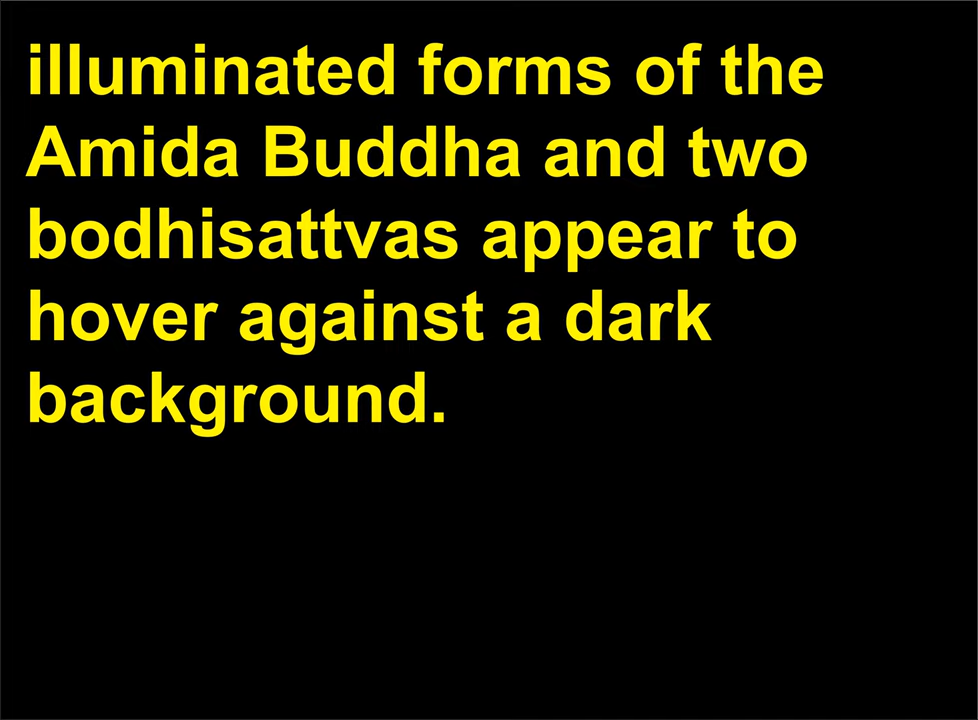 illuminated forms of the
Amida Buddha and two
bodhisattvas appear to
hover against a dark
background.